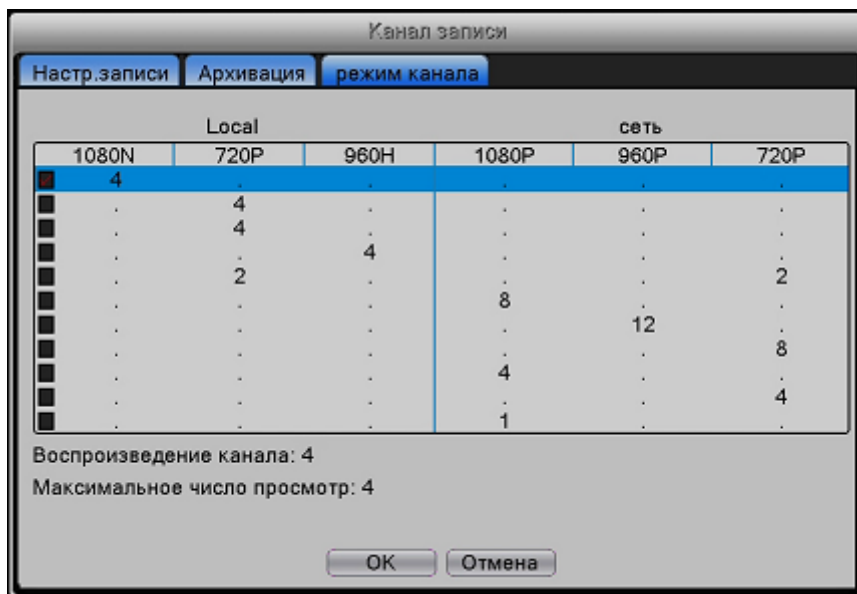 Канал записи
Настр.записи Архивация режим канала
Local сеть
1080N 720P 960H 1080P 960P 720P
4 . . . . .
. 4 . . . .
. 4 . . . .
. . 4 . . .
. 2 . . . 2
. . . 8 . .
. . . . 12 .
. . . . . 8
. . . 4 . .
. . . . . 4
. . . 1 . .
Воспроизведение канала: 4
Максимальное число просмотр: 4
OK Отмена